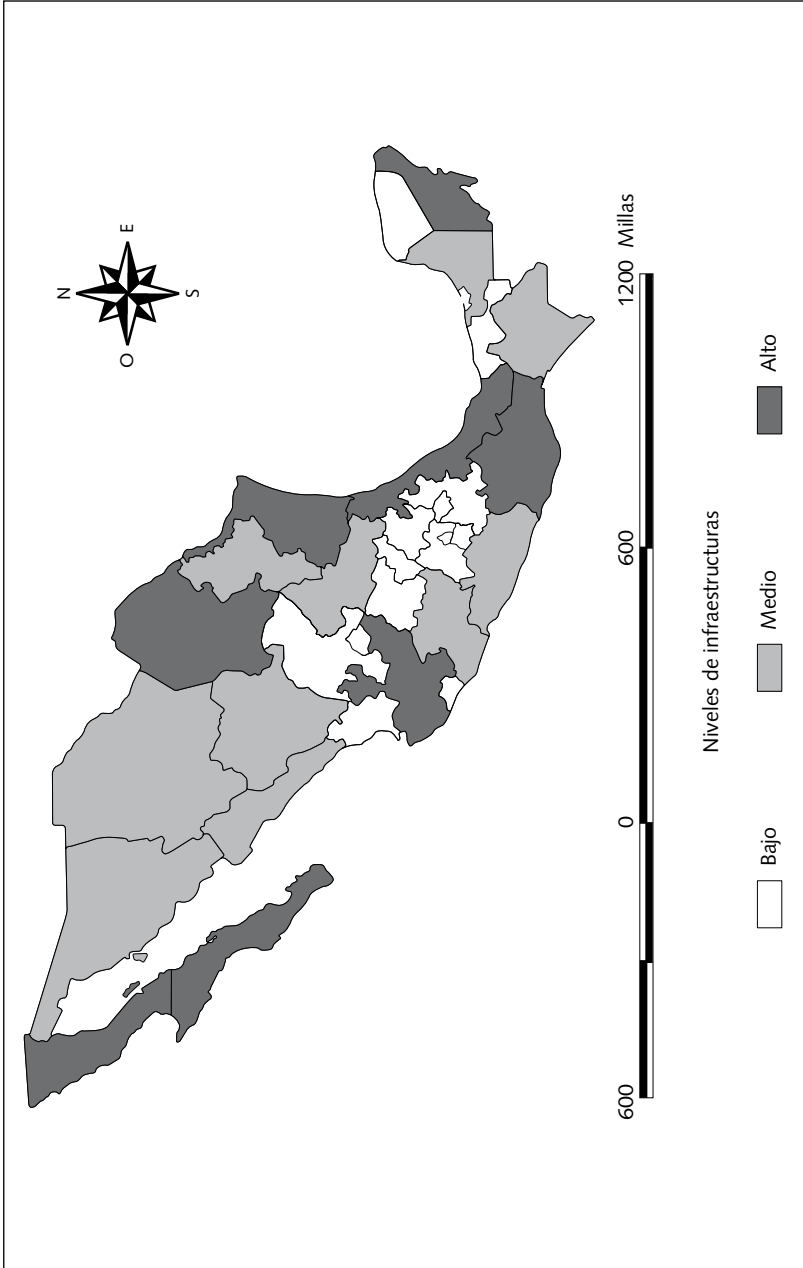 N
O
E
S
600
0
600
1200 Millas
Niveles de infraestructuras
Bajo
Medio
Alto